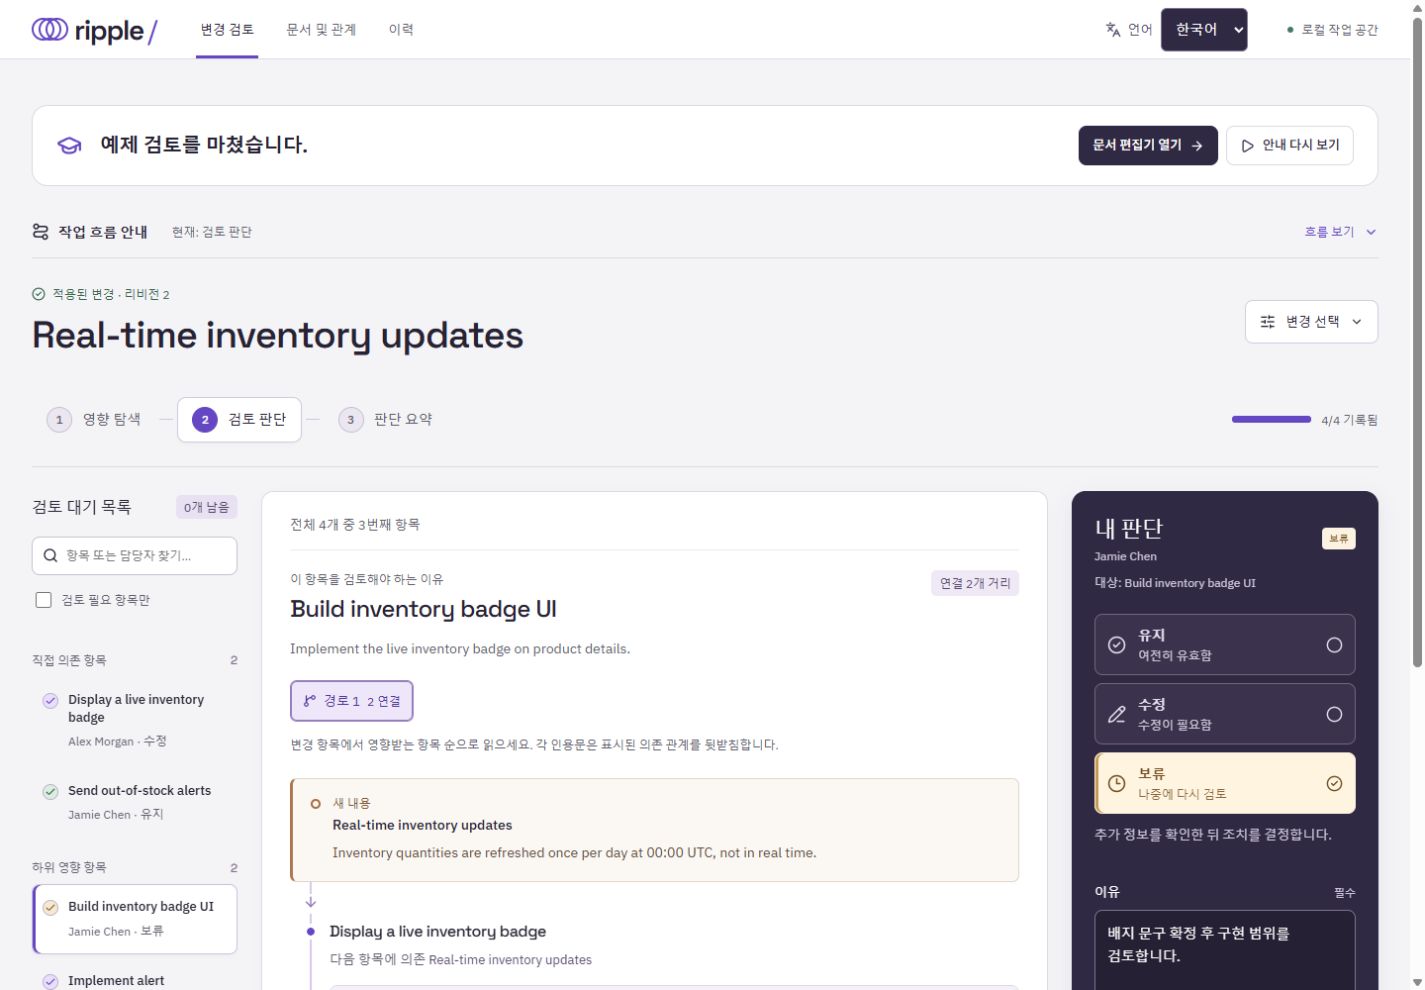 ripple/
변경 검토
문서 및 관계
이력
언어
한국어
로컬 작업 공간
예제 검토를 마쳤습니다.
문서 편집기 열기 →
안내 다시 보기
작업 흐름 안내
현재: 검토 판단
흐름 보기
적용된 변경 · 리비전 2
Real-time inventory updates
변경 선택
1 영향 탐색
2 검토 판단
3 판단 요약
4/4 기록됨
검토 대기 목록
0개 남음
항목 또는 담당자 찾기...
검토 필요 항목만
직접 의존 항목 2
Display a live inventory
badge
Alex Morgan · 수정
Send out-of-stock alerts
Jamie Chen · 유지
하위 영향 항목 2
Build inventory badge UI
Jamie Chen · 보류
Implement alert
전체 4개 중 3번째 항목
이 항목을 검토해야 하는 이유
연결 2개 거리
Build inventory badge UI
Implement the live inventory badge on product details.
경로 1 2 연결
변경 항목에서 영향받는 항목 순으로 읽으세요. 각 인용문은 표시된 의존 관계를 뒷받침합니다.
새 내용
Real-time inventory updates
Inventory quantities are refreshed once per day at 00:00 UTC, not in real time.
Display a live inventory badge
다음 항목에 의존 Real-time inventory updates
내 판단
보류
Jamie Chen
대상: Build inventory badge UI
유지
여전히 유효함
수정
수정이 필요함
보류
나중에 다시 검토
추가 정보를 확인한 뒤 조치를 결정합니다.
이유
필수
배지 문구 확정 후 구현 범위를
검토합니다.